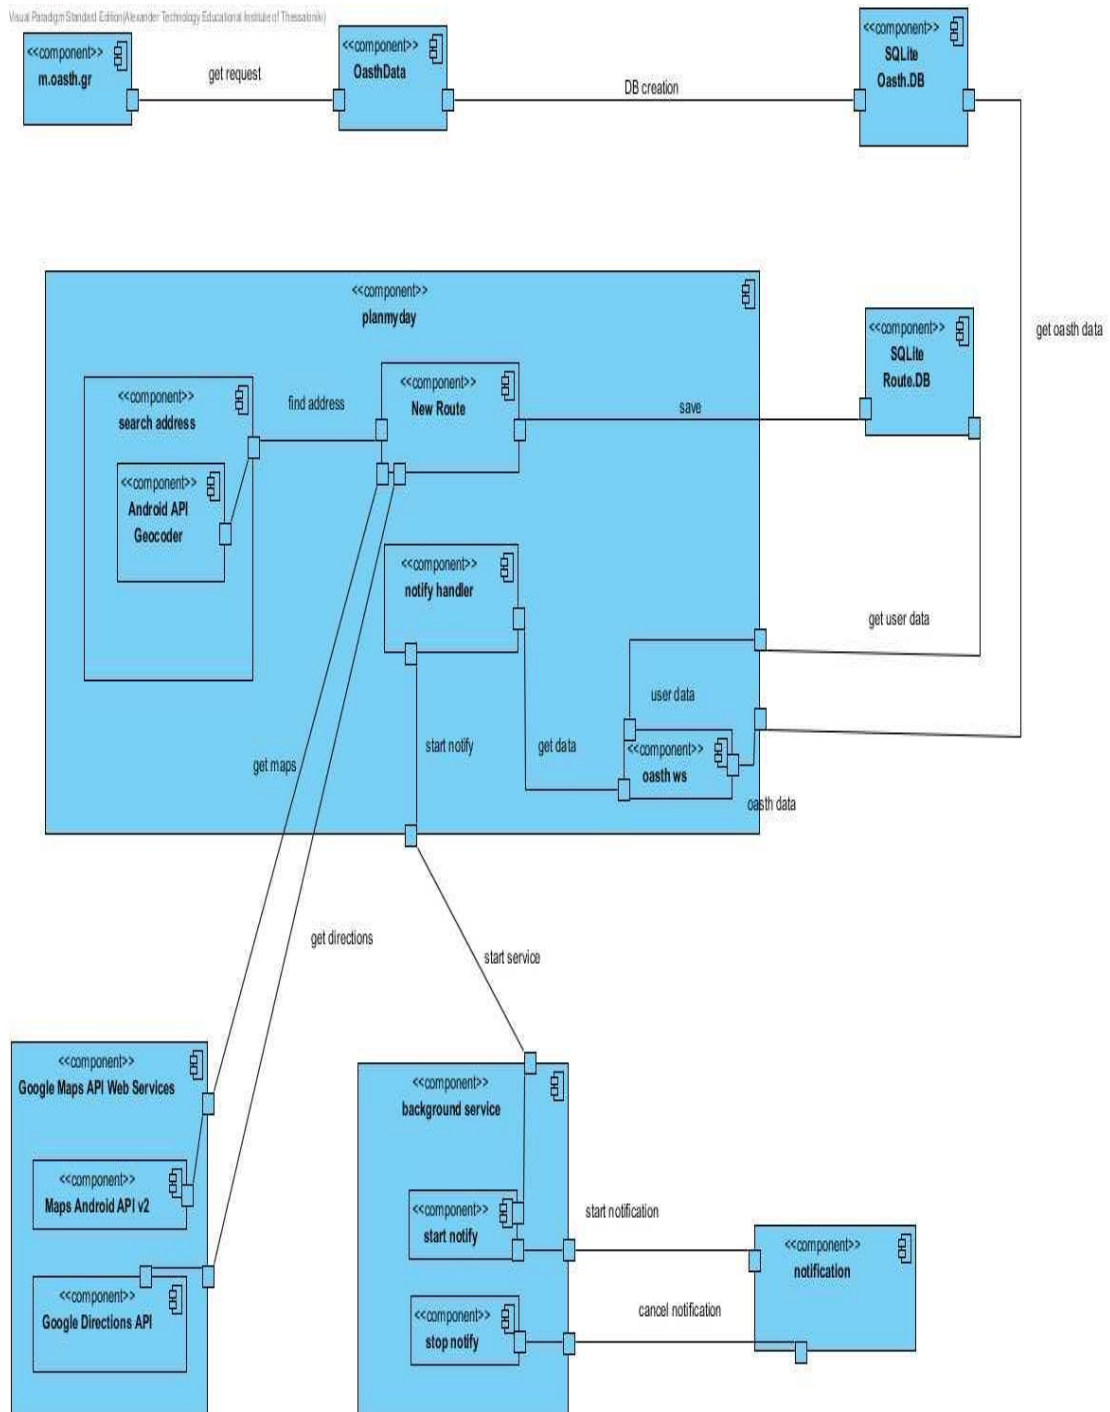 Visual Paradigm Standard Edition(Alexander Technology Educational Institute of Thessaloniki)
<<component>>
m.oasth.gr
get request
<<component>>
OasthData
DB creation
<<component>>
SQLite
Oasth.DB
get oasth data
<<component>>
planmyday
<<component>>
search address
<<component>>
Android API
Geocoder
find address
<<component>>
New Route
save
<<component>>
SQLite
Route.DB
<<component>>
notify handler
get user data
user data
start notify
get data
<<component>>
oasth ws
oasth data
get maps
get directions
start service
<<component>>
Google Maps API Web Services
<<component>>
Maps Android API v2
<<component>>
Google Directions API
<<component>>
background service
<<component>>
start notify
start notification
<<component>>
stop notify
cancel notification
<<component>>
notification